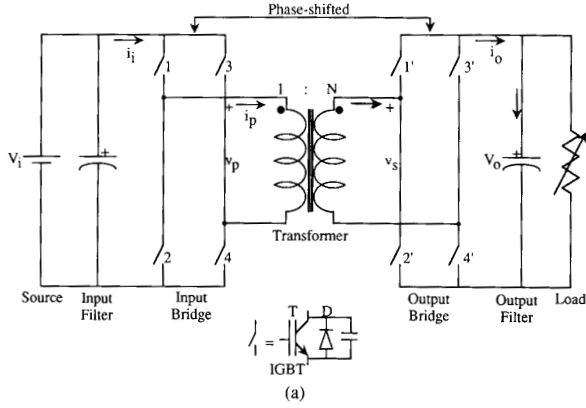 Phase-shifted
i_i
1
3
1'
3'
i_o
1 : N
+
i_p
+
V_i
+
v_p
v_s
V_o
+
Transformer
2
4
2'
4'
Source
Input Filter
Input Bridge
Output Bridge
Output Filter
Load
=
T
D
IGBT
(a)